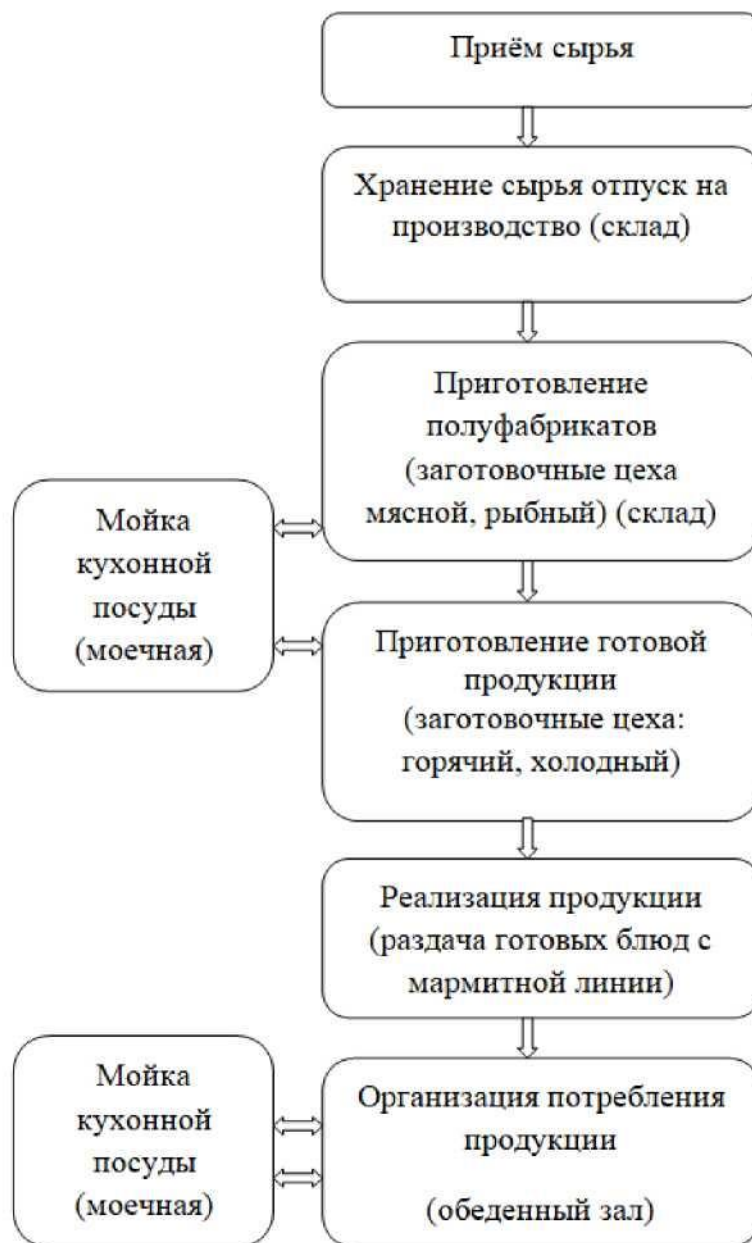 Приём сырья
Хранение сырья отпуск на
производство (склад)
Приготовление
полуфабрикатов
(заготовочные цеха
мясной, рыбный) (склад)
Мойка
кухонной
посуды
(моечная)
Приготовление готовой
продукции
(заготовочные цеха:
горячий, холодный)
Реализация продукции
(раздача готовых блюд с
мармитной линии)
Мойка
кухонной
посуды
(моечная)
Организация потребления
продукции
(обеденный зал)